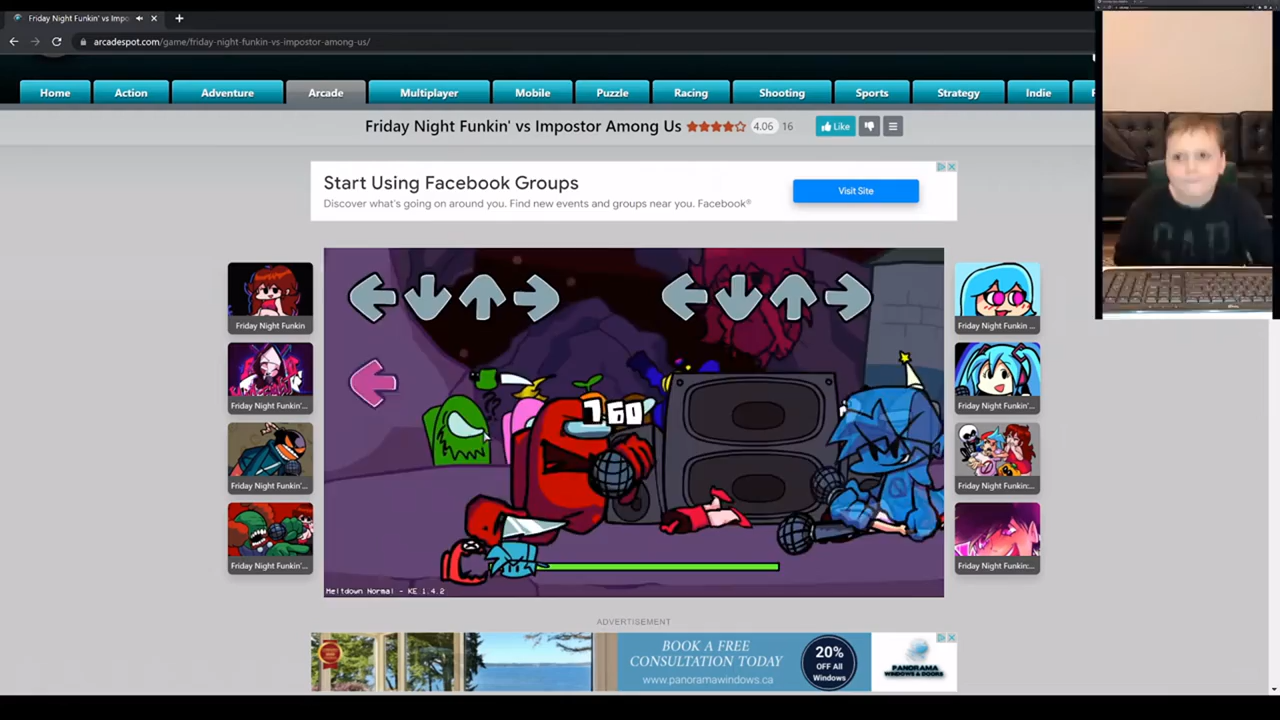 Friday Night Funkin' vs Impo
arcadespot.com/game/friday-night-funkin-vs-impostor-among-us/
Home Action Adventure Arcade Multiplayer Mobile Puzzle Racing Shooting Sports Strategy Indie
Friday Night Funkin' vs Impostor Among Us 4.06 16 Like
Start Using Facebook Groups
Discover what's going on around you. Find new events and groups near you. Facebook®
Visit Site
Friday Night Funkin
Friday Night Funkin ...
Friday Night Funkin'...
Friday Night Funkin'...
Friday Night Funkin'...
Friday Night Funkin:...
Friday Night Funkin'...
Friday Night Funkin:...
Meltdown Normal - KE 1.4.2
ADVERTISEMENT
BOOK A FREE
CONSULTATION TODAY
www.panoramawindows.ca
20%
OFF All
Windows
PANORAMA
WINDOWS & DOORS
GAP